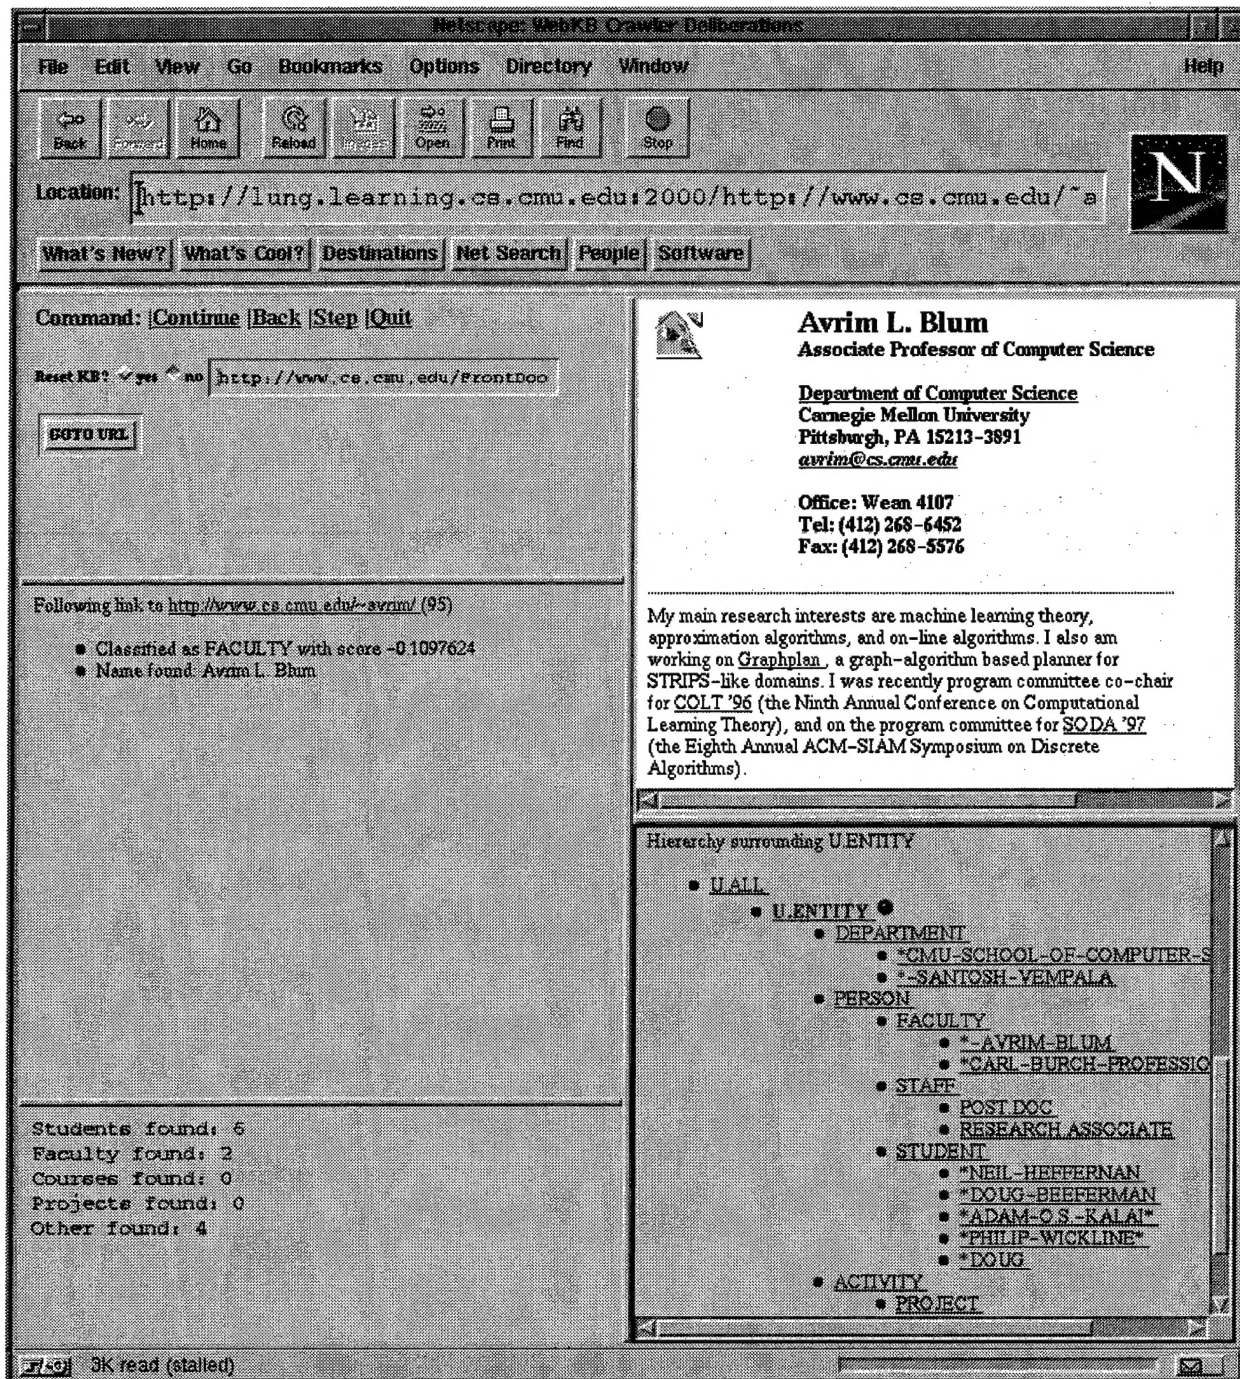 Netscape: WebKB Crawler Deliberations
File Edit View Go Bookmarks Options Directory Window Help
Back Forward Home Reload Images Open Print Find Stop
Location: http://lung.learning.cs.cmu.edu:2000/http://www.cs.cmu.edu/~a
N
What's New? What's Cool? Destinations Net Search People Software
Command: |Continue |Back |Step |Quit
Reset KB? yes no http://www.cs.cmu.edu/FrontDoo
GOTO URL
Following link to http://www.cs.cmu.edu/~avrim/ (95)
Classified as FACULTY with score -0.1097624
Name found: Avrim L. Blum
Students found: 6
Faculty found: 2
Courses found: 0
Projects found: 0
Other found: 4
Avrim L. Blum
Associate Professor of Computer Science
Department of Computer Science
Carnegie Mellon University
Pittsburgh, PA 15213-3891
avrim@cs.cmu.edu
Office: Wean 4107
Tel: (412) 268-6452
Fax: (412) 268-5576
My main research interests are machine learning theory,
approximation algorithms, and on-line algorithms. I also am
working on Graphplan , a graph-algorithm based planner for
STRIPS-like domains. I was recently program committee co-chair
for COLT '96 (the Ninth Annual Conference on Computational
Learning Theory), and on the program committee for SODA '97
(the Eighth Annual ACM-SIAM Symposium on Discrete
Algorithms).
Hierarchy surrounding U.ENTITY
U.ALL
U.ENTITY
DEPARTMENT
*CMU-SCHOOL-OF-COMPUTER-S
*-SANTOSH-VEMPALA
PERSON
FACULTY
*-AVRIM-BLUM
*CARL-BURCH-PROFESSIO
STAFF
POST.DOC
RESEARCH.ASSOCIATE
STUDENT
*NEIL-HEFFERNAN
*DOUG-BEEFERMAN
*ADAM-O.S.-KALAI*
*PHILIP-WICKLINE*
*DOUG
ACTIVITY
PROJECT
3K read (stalled)